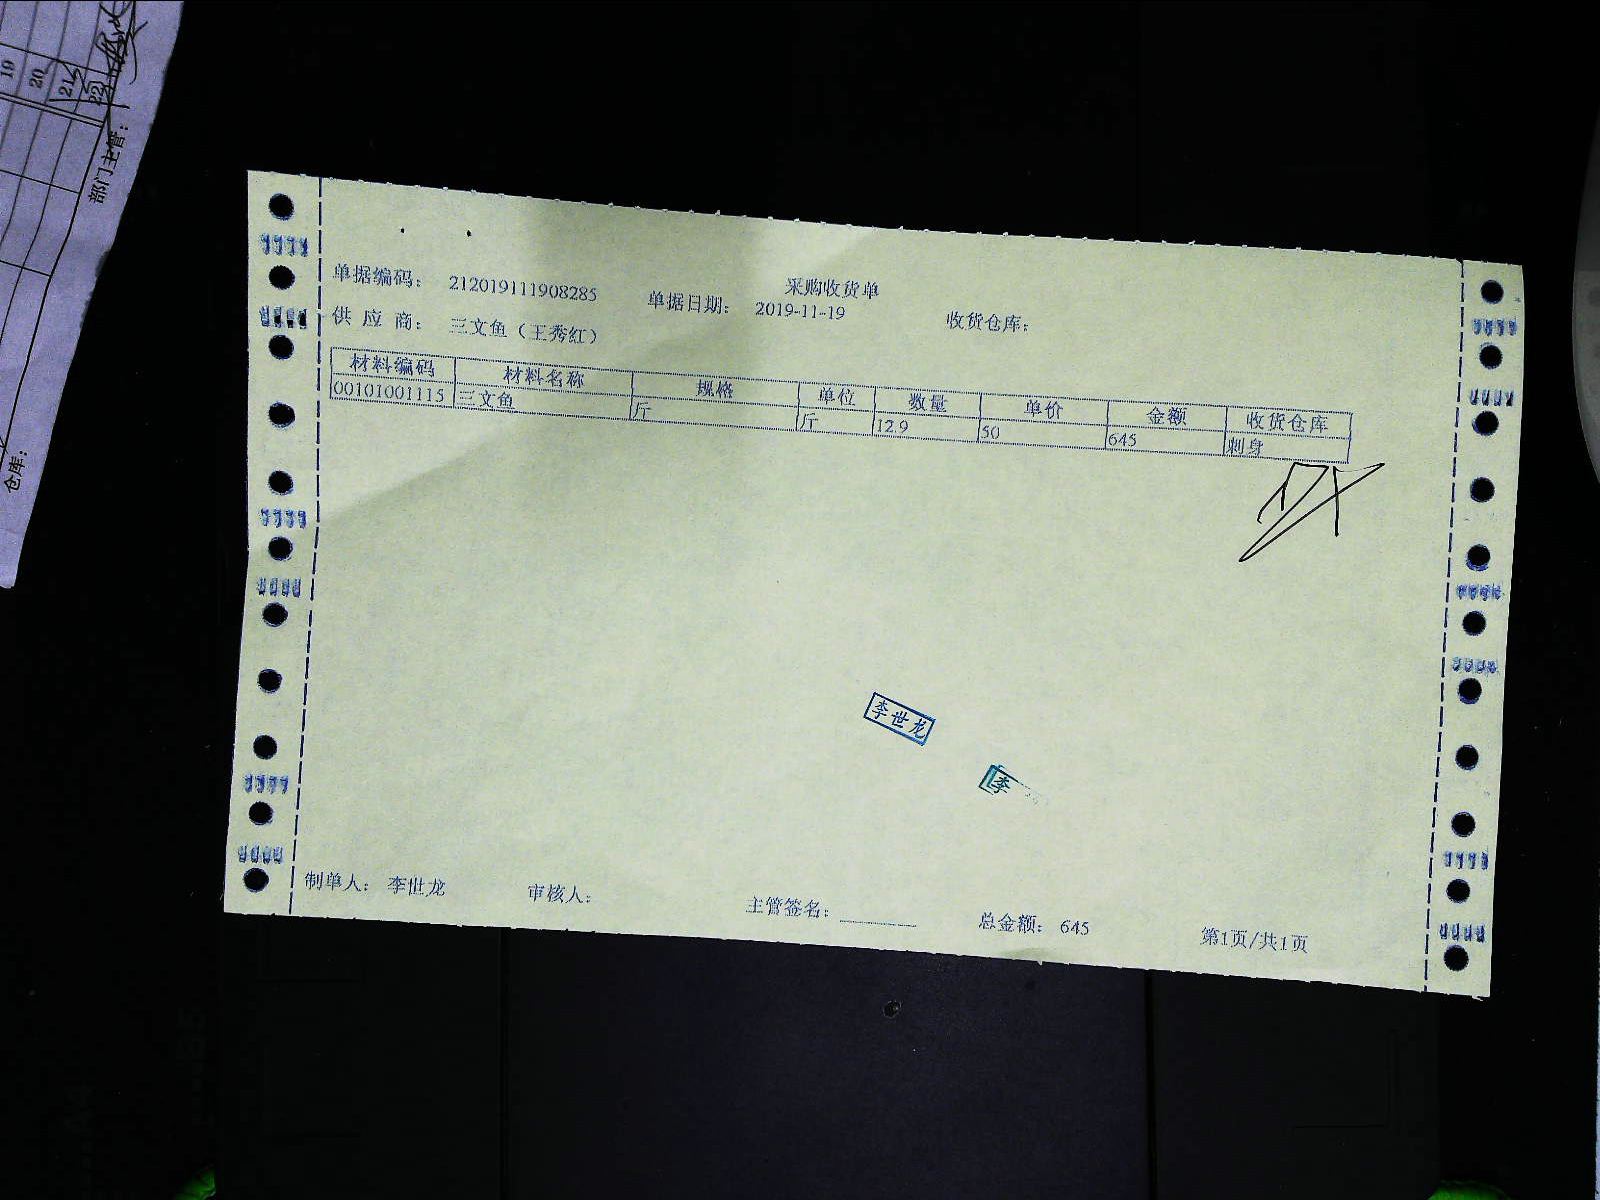 19
20
21
22
部门主管：
仓库：
采购收货单
单据编码： 212019111908285 单据日期： 2019-11-19 收货仓库：
供 应 商： 三文鱼（王秀红）
材料编码 材料名称 规格 单位 数量 单价 金额 收货仓库
00101001115 三文鱼 斤 斤 12.9 50 645 刺身
李世龙
李
制单人： 李世龙 审核人： 主管签名： 总金额： 645 第1页/共1页